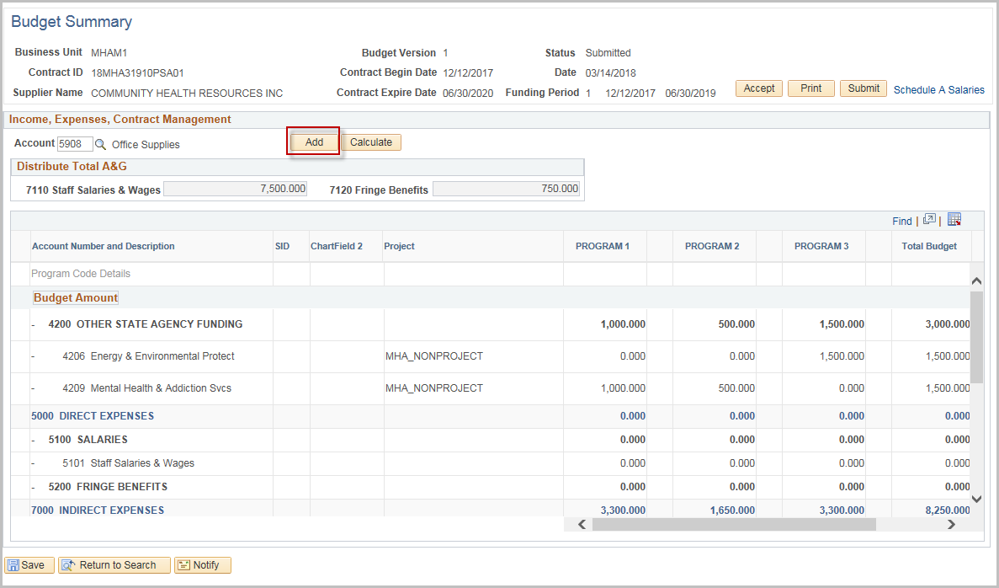 Budget Summary
Business Unit MHAM1 Budget Version 1 Status Submitted
Contract ID 18MHA31910PSA01 Contract Begin Date 12/12/2017 Date 03/14/2018
Supplier Name COMMUNITY HEALTH RESOURCES INC Contract Expire Date 06/30/2020 Funding Period 1 12/12/2017 06/30/2019 Accept Print Submit Schedule A Salaries
Income, Expenses, Contract Management
Account 5908 Office Supplies Add Calculate
Distribute Total A&G
7110 Staff Salaries & Wages 7,500.000 7120 Fringe Benefits 750.000
Find | |
Account Number and Description SID ChartField 2 Project PROGRAM 1 PROGRAM 2 PROGRAM 3 Total Budget
Program Code Details
Budget Amount
- 4200 OTHER STATE AGENCY FUNDING 1,000.000 500.000 1,500.000 3,000.000
- 4206 Energy & Environmental Protect MHA_NONPROJECT 0.000 0.000 1,500.000 1,500.000
- 4209 Mental Health & Addiction Svcs MHA_NONPROJECT 1,000.000 500.000 0.000 1,500.000
5000 DIRECT EXPENSES 0.000 0.000 0.000 0.000
- 5100 SALARIES 0.000 0.000 0.000 0.000
- 5101 Staff Salaries & Wages 0.000 0.000 0.000 0.000
- 5200 FRINGE BENEFITS 0.000 0.000 0.000 0.000
7000 INDIRECT EXPENSES 3,300.000 1,650.000 3,300.000 8,250.000
Save Return to Search Notify